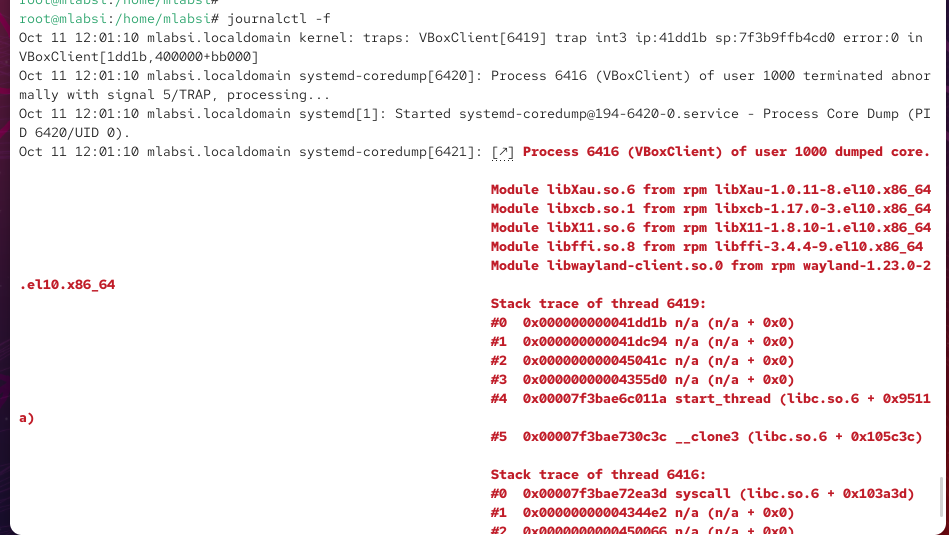 root@mlabsi:/home/mlabsi#
root@mlabsi:/home/mlabsi# journalctl -f
Oct 11 12:01:10 mlabsi.localdomain kernel: traps: VBoxClient[6419] trap int3 ip:41dd1b sp:7f3b9ffb4cd0 error:0 in
VBoxClient[1dd1b,400000+bb000]
Oct 11 12:01:10 mlabsi.localdomain systemd-coredump[6420]: Process 6416 (VBoxClient) of user 1000 terminated abnor
mally with signal 5/TRAP, processing...
Oct 11 12:01:10 mlabsi.localdomain systemd[1]: Started systemd-coredump@194-6420-0.service - Process Core Dump (PI
D 6420/UID 0).
Oct 11 12:01:10 mlabsi.localdomain systemd-coredump[6421]: [↗] Process 6416 (VBoxClient) of user 1000 dumped core.
Module libXau.so.6 from rpm libXau-1.0.11-8.el10.x86_64
Module libxcb.so.1 from rpm libxcb-1.17.0-3.el10.x86_64
Module libX11.so.6 from rpm libX11-1.8.10-1.el10.x86_64
Module libffi.so.8 from rpm libffi-3.4.4-9.el10.x86_64
Module libwayland-client.so.0 from rpm wayland-1.23.0-2
.el10.x86_64
Stack trace of thread 6419:
#0  0x000000000041dd1b n/a (n/a + 0x0)
#1  0x000000000041dc94 n/a (n/a + 0x0)
#2  0x000000000045041c n/a (n/a + 0x0)
#3  0x00000000004355d0 n/a (n/a + 0x0)
#4  0x00007f3bae6c011a start_thread (libc.so.6 + 0x9511
a)
#5  0x00007f3bae730c3c __clone3 (libc.so.6 + 0x105c3c)
Stack trace of thread 6416:
#0  0x00007f3bae72ea3d syscall (libc.so.6 + 0x103a3d)
#1  0x00000000004344e2 n/a (n/a + 0x0)
#2  0x0000000000450066 n/a (n/a + 0x0)